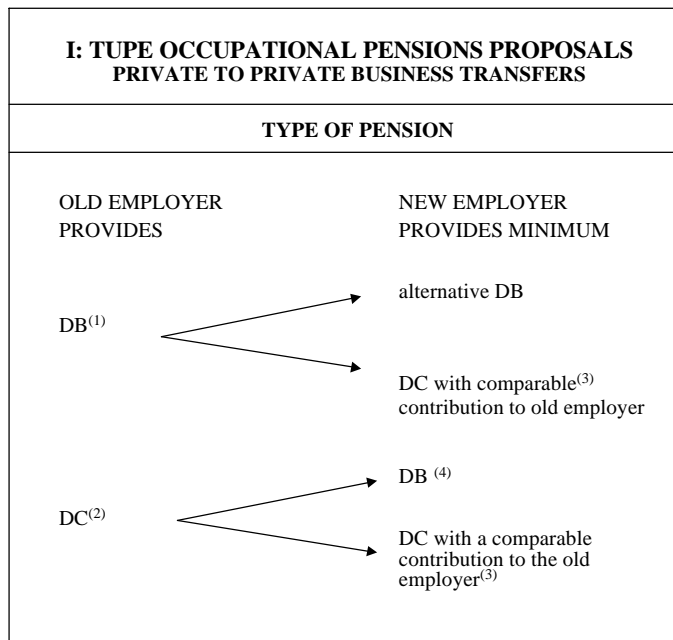 I: TUPE OCCUPATIONAL PENSIONS PROPOSALS
PRIVATE TO PRIVATE BUSINESS TRANSFERS
TYPE OF PENSION
OLD EMPLOYER
PROVIDES
NEW EMPLOYER
PROVIDES MINIMUM
DB(1)
alternative DB
DC with comparable(3)
contribution to old employer
DC(2)
DB (4)
DC with a comparable
contribution to the old
employer(3)